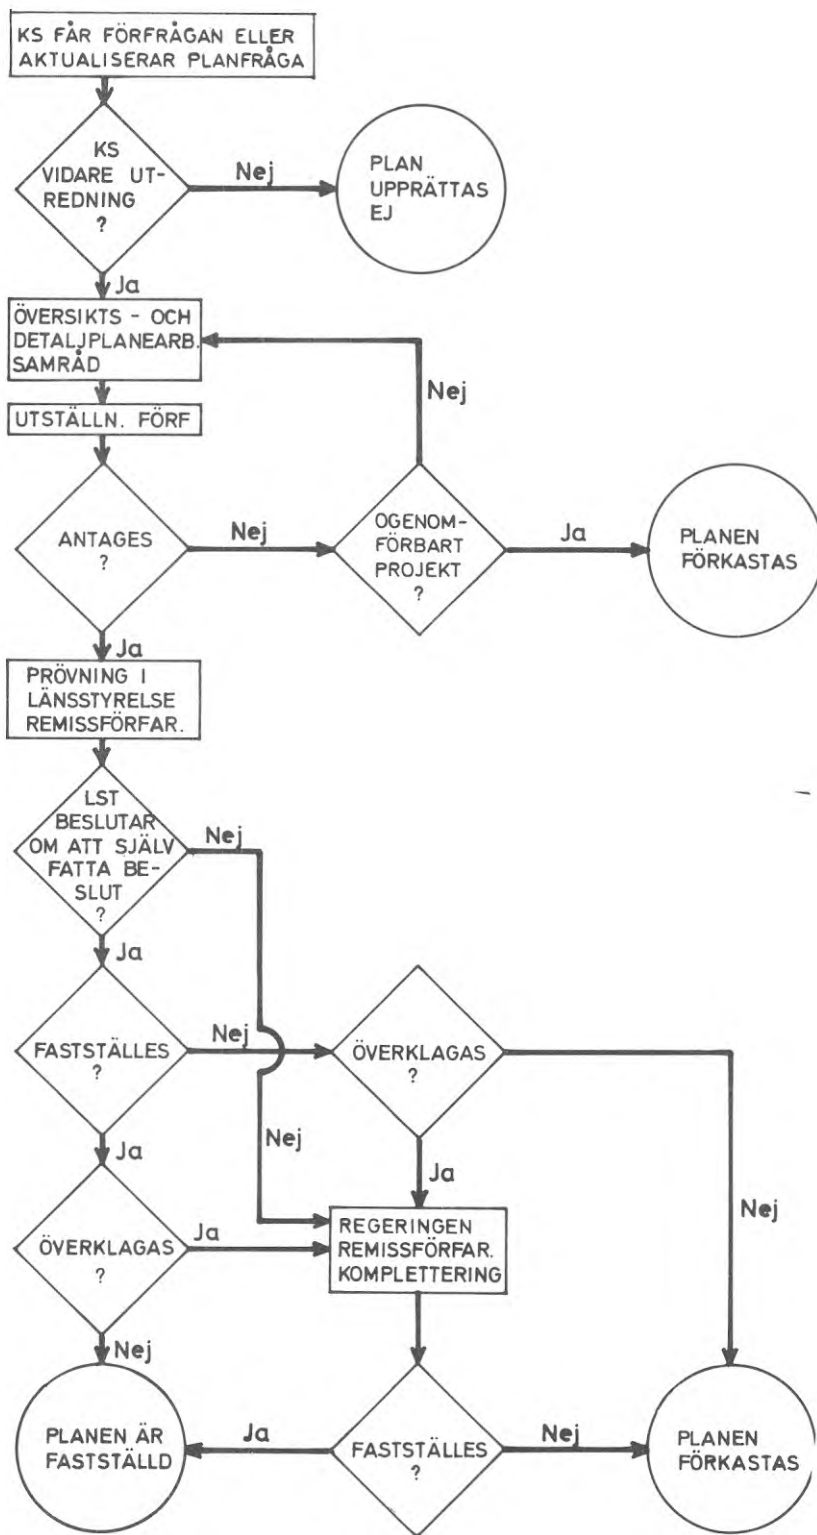 KS FÅR FÖRFRÅGAN ELLER
AKTUALISERAR PLANFRÅGA
KS
VIDARE UT-
REDNING
?
Nej
PLAN
UPPRÄTTAS
EJ
Ja
ÖVERSIKTS - OCH
DETALJPLANEARB.
SAMRÅD
Nej
UTSTÄLLN. FÖRF
ANTAGES
?
Nej
OGENOM-
FÖRBART
PROJEKT
?
Ja
PLANEN
FÖRKASTAS
Ja
PRÖVNING I
LÄNSSTYRELSE
REMISSFÖRFAR.
LST
BESLUTAR
OM ATT SJÄLV
FATTA BE-
SLUT
?
Nej
Ja
FASTSTÄLLES
?
Nej
ÖVERKLAGAS
?
Nej
Ja
Nej
Ja
ÖVERKLAGAS
?
Ja
REGERINGEN
REMISSFÖRFAR.
KOMPLETTERING
Nej
PLANEN ÄR
FASTSTÄLLD
Ja
FASTSTÄLLES
?
Nej
PLANEN
FÖRKASTAS